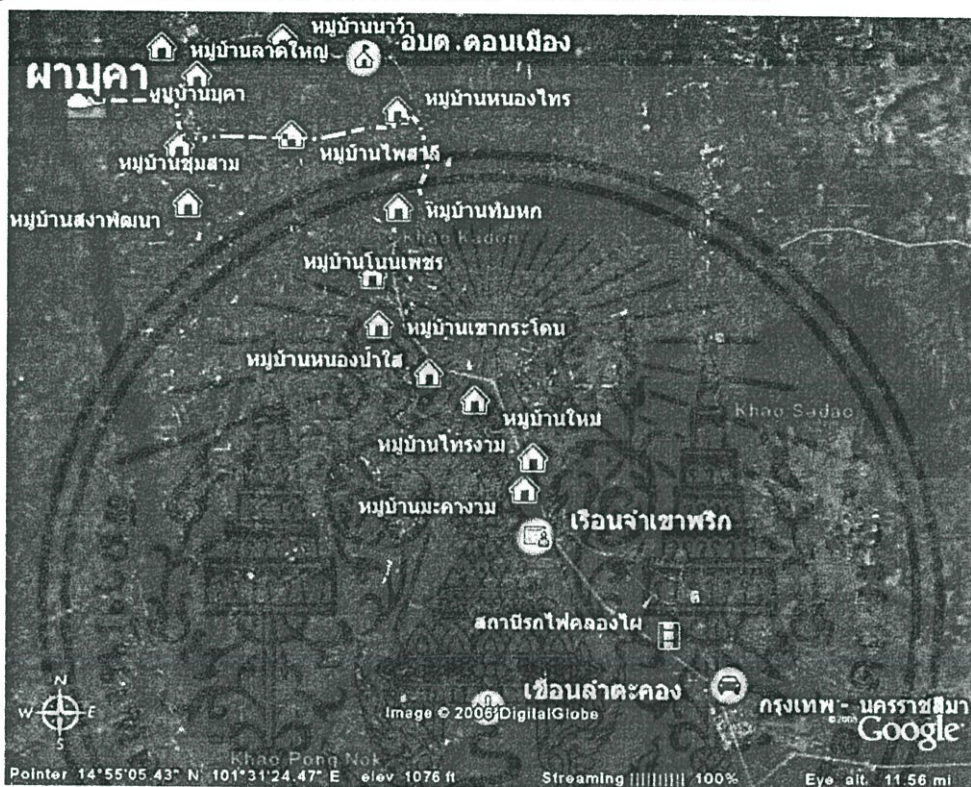 หมู่บ้านนาว้า
หมู่บ้านลาดใหญ่
อบต.ดอนเมือง
ผาบุคา
หมู่บ้านบุคา
หมู่บ้านหนองไทร
หมู่บ้านซุ้มสาม
หมู่บ้านไพสาลี
หมู่บ้านสงาพัฒนา
หมู่บ้านทับหก
Khao Kadon
หมู่บ้านโนนเพชร
หมู่บ้านเขากระโดน
หมู่บ้านหนองป่าใส
หมู่บ้านใหม่
Khao Sadao
หมู่บ้านไทรงาม
หมู่บ้านมะคางาม
เรือนจำเขาพริก
สถานีรถไฟคลองไผ่
เขื่อนลำตะคอง
กรุงเทพ - นครราชสีมา
N
W E
S
Image © 2006 DigitalGlobe
Google
Khao Pong Nok
Pointer 14°55'05.43" N 101°31'24.47" E elev 1076 ft Streaming |||||||||| 100% Eye alt 11.56 mi